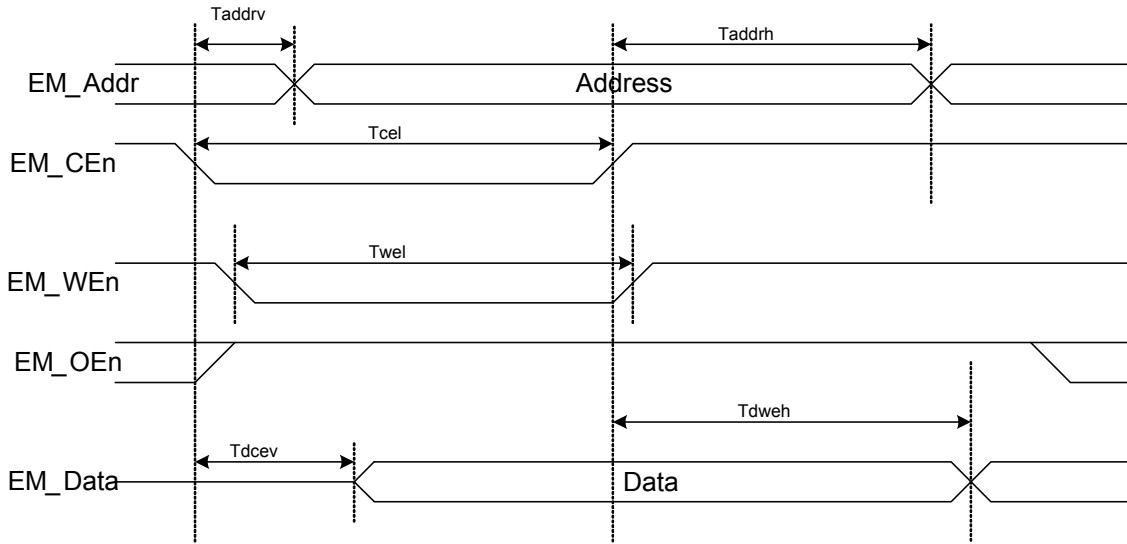 Taddrv
Taddrh
EM_Addr
Address
Tcel
EM_CEn
Twel
EM_WEn
EM_OEn
Tdweh
Tdcev
EM_Data
Data